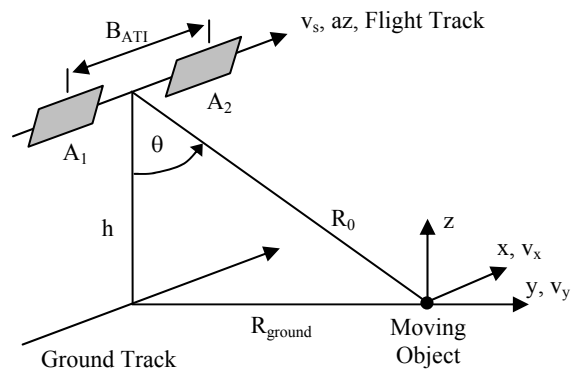 B_ATI
v_s, az, Flight Track
A_2
A_1
θ
R_0
h
z
x, v_x
y, v_y
R_ground
Moving
Object
Ground Track